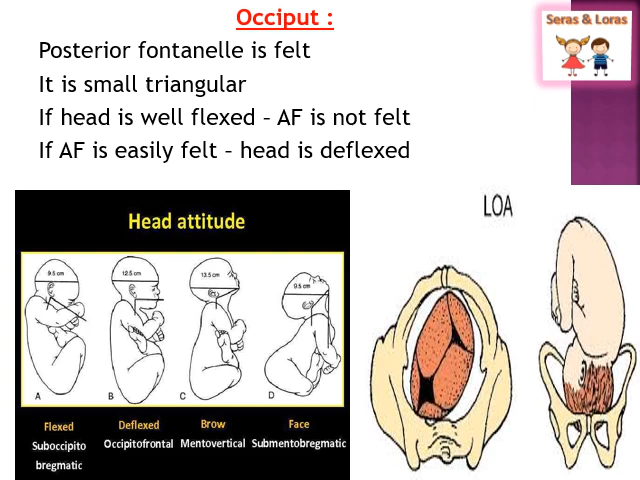 Occiput :
Seras & Loras
Posterior fontanelle is felt
It is small triangular
If head is well flexed – AF is not felt
If AF is easily felt – head is deflexed
Head attitude
9.5 cm
12.5 cm
13.5 cm
9.5 cm
A
B
C
D
Flexed
Suboccipito
bregmatic
Deflexed
Occipitofrontal
Brow
Mentovertical
Face
Submentobregmatic
LOA